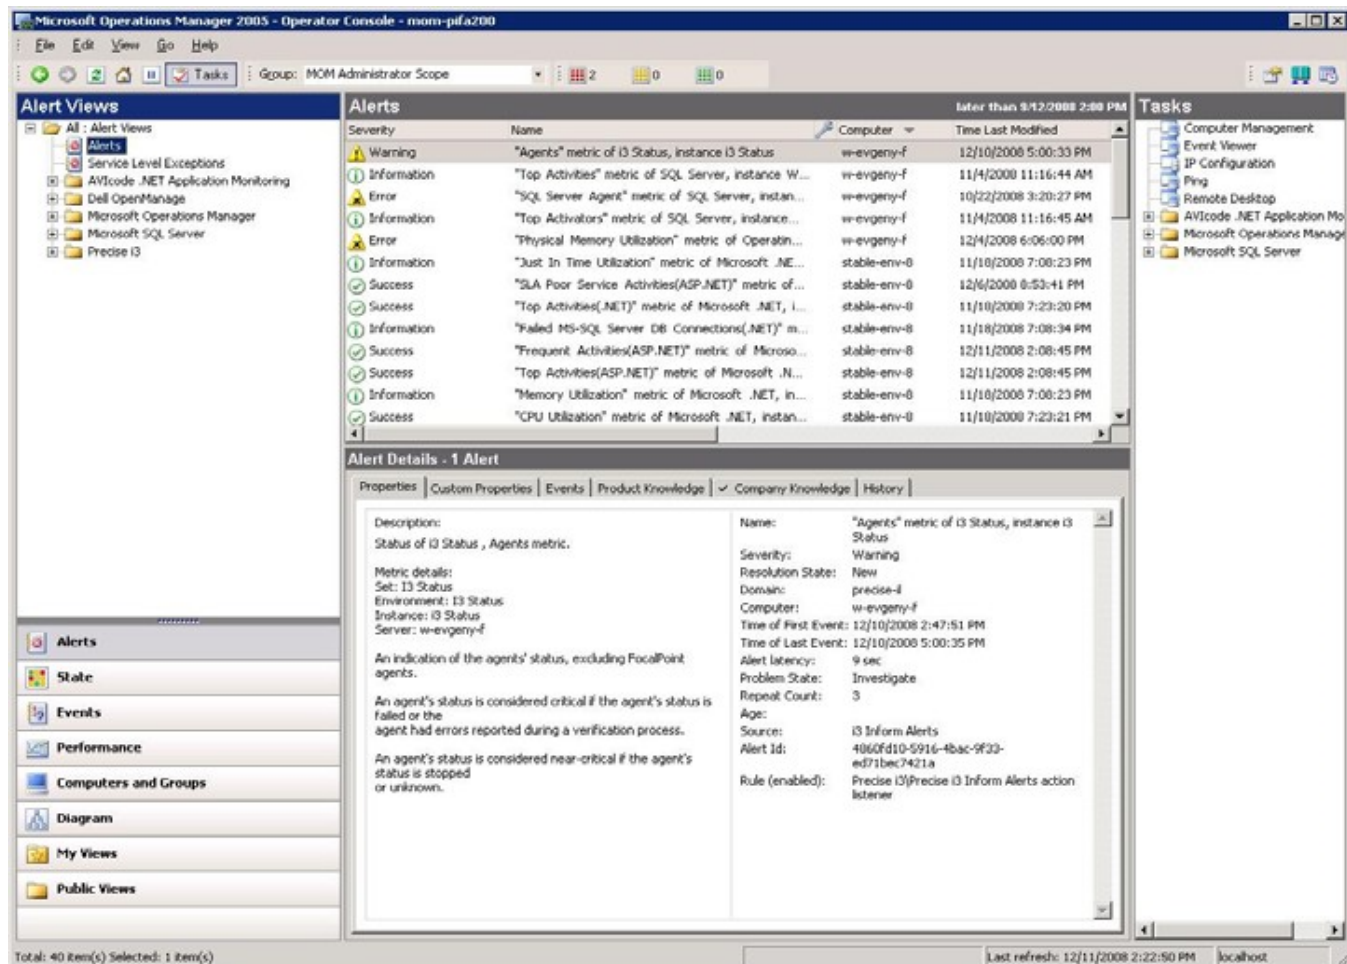 Microsoft Operations Manager 2005 - Operator Console - mom-pifa200
File Edit View Go Help
Tasks Group: MOM Administrator Scope 2 0 0
Alert Views
All : Alert Views
Alerts
Service Level Exceptions
AVIcode .NET Application Monitoring
Dell OpenManage
Microsoft Operations Manager
Microsoft SQL Server
Precise i3
Alerts
State
Events
Performance
Computers and Groups
Diagram
My Views
Public Views
Alerts later than 9/12/2008 2:00 PM
Severity Name Computer Time Last Modified
Warning "Agents" metric of i3 Status, instance i3 Status w-evgeny-f 12/10/2008 5:00:33 PM
Information "Top Activities" metric of SQL Server, instance W... w-evgeny-f 11/4/2008 11:16:44 AM
Error "SQL Server Agent" metric of SQL Server, instan... w-evgeny-f 10/22/2008 3:20:27 PM
Information "Top Activators" metric of SQL Server, instance... w-evgeny-f 11/4/2008 11:16:45 AM
Error "Physical Memory Utilization" metric of Operatin... w-evgeny-f 12/4/2008 6:06:00 PM
Information "Just In Time Utilization" metric of Microsoft .NE... stable-env-8 11/18/2008 7:08:23 PM
Success "SLA Poor Service Activities(ASP.NET)" metric of... stable-env-8 12/6/2008 8:53:41 PM
Success "Top Activities(.NET)" metric of Microsoft .NET, i... stable-env-8 11/18/2008 7:23:20 PM
Information "Failed MS-SQL Server DB Connections(.NET)" m... stable-env-8 11/18/2008 7:08:34 PM
Success "Frequent Activities(ASP.NET)" metric of Microso... stable-env-8 12/11/2008 2:08:45 PM
Success "Top Activities(ASP.NET)" metric of Microsoft .N... stable-env-8 12/11/2008 2:08:45 PM
Information "Memory Utilization" metric of Microsoft .NET, in... stable-env-8 11/18/2008 7:08:23 PM
Success "CPU Utilization" metric of Microsoft .NET, instan... stable-env-8 11/18/2008 7:23:21 PM
Alert Details - 1 Alert
Properties Custom Properties Events Product Knowledge Company Knowledge History
Description:
Status of i3 Status , Agents metric.
Metric details:
Set: I3 Status
Environment: I3 Status
Instance: i3 Status
Server: w-evgeny-f
An indication of the agents' status, excluding FocalPoint
agents.
An agent's status is considered critical if the agent's status is
failed or the
agent had errors reported during a verification process.
An agent's status is considered near-critical if the agent's
status is stopped
or unknown.
Name: "Agents" metric of i3 Status, instance i3
Status
Severity: Warning
Resolution State: New
Domain: precise-il
Computer: w-evgeny-f
Time of First Event: 12/10/2008 2:47:51 PM
Time of Last Event: 12/10/2008 5:00:35 PM
Alert latency: 9 sec
Problem State: Investigate
Repeat Count: 3
Age:
Source: i3 Inform Alerts
Alert Id: 4860fd10-5916-4bac-9f33-
ed71bec7421a
Rule (enabled): Precise i3\Precise i3 Inform Alerts action
listener
Tasks
Computer Management
Event Viewer
IP Configuration
Ping
Remote Desktop
AVIcode .NET Application Mo
Microsoft Operations Manage
Microsoft SQL Server
Total: 40 item(s) Selected: 1 item(s)
Last refresh: 12/11/2008 2:22:50 PM localhost